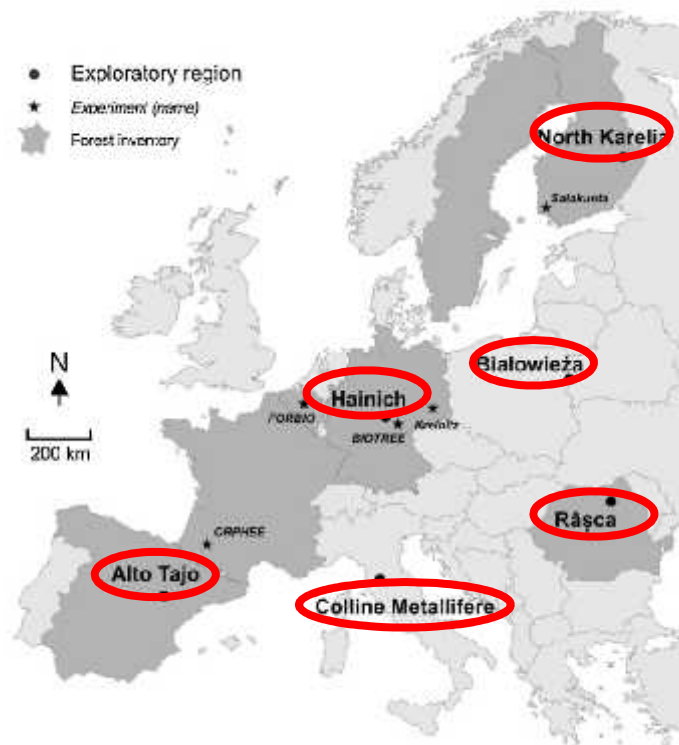 Exploratory region
Experiment (name)
Forest inventory
North Karelia
Satakunta
N
Białowieża
Hainich
FORBIO
Kreinitz
BIOTREE
200 km
Râşca
ORPHEE
Alto Tajo
Colline Metallifere